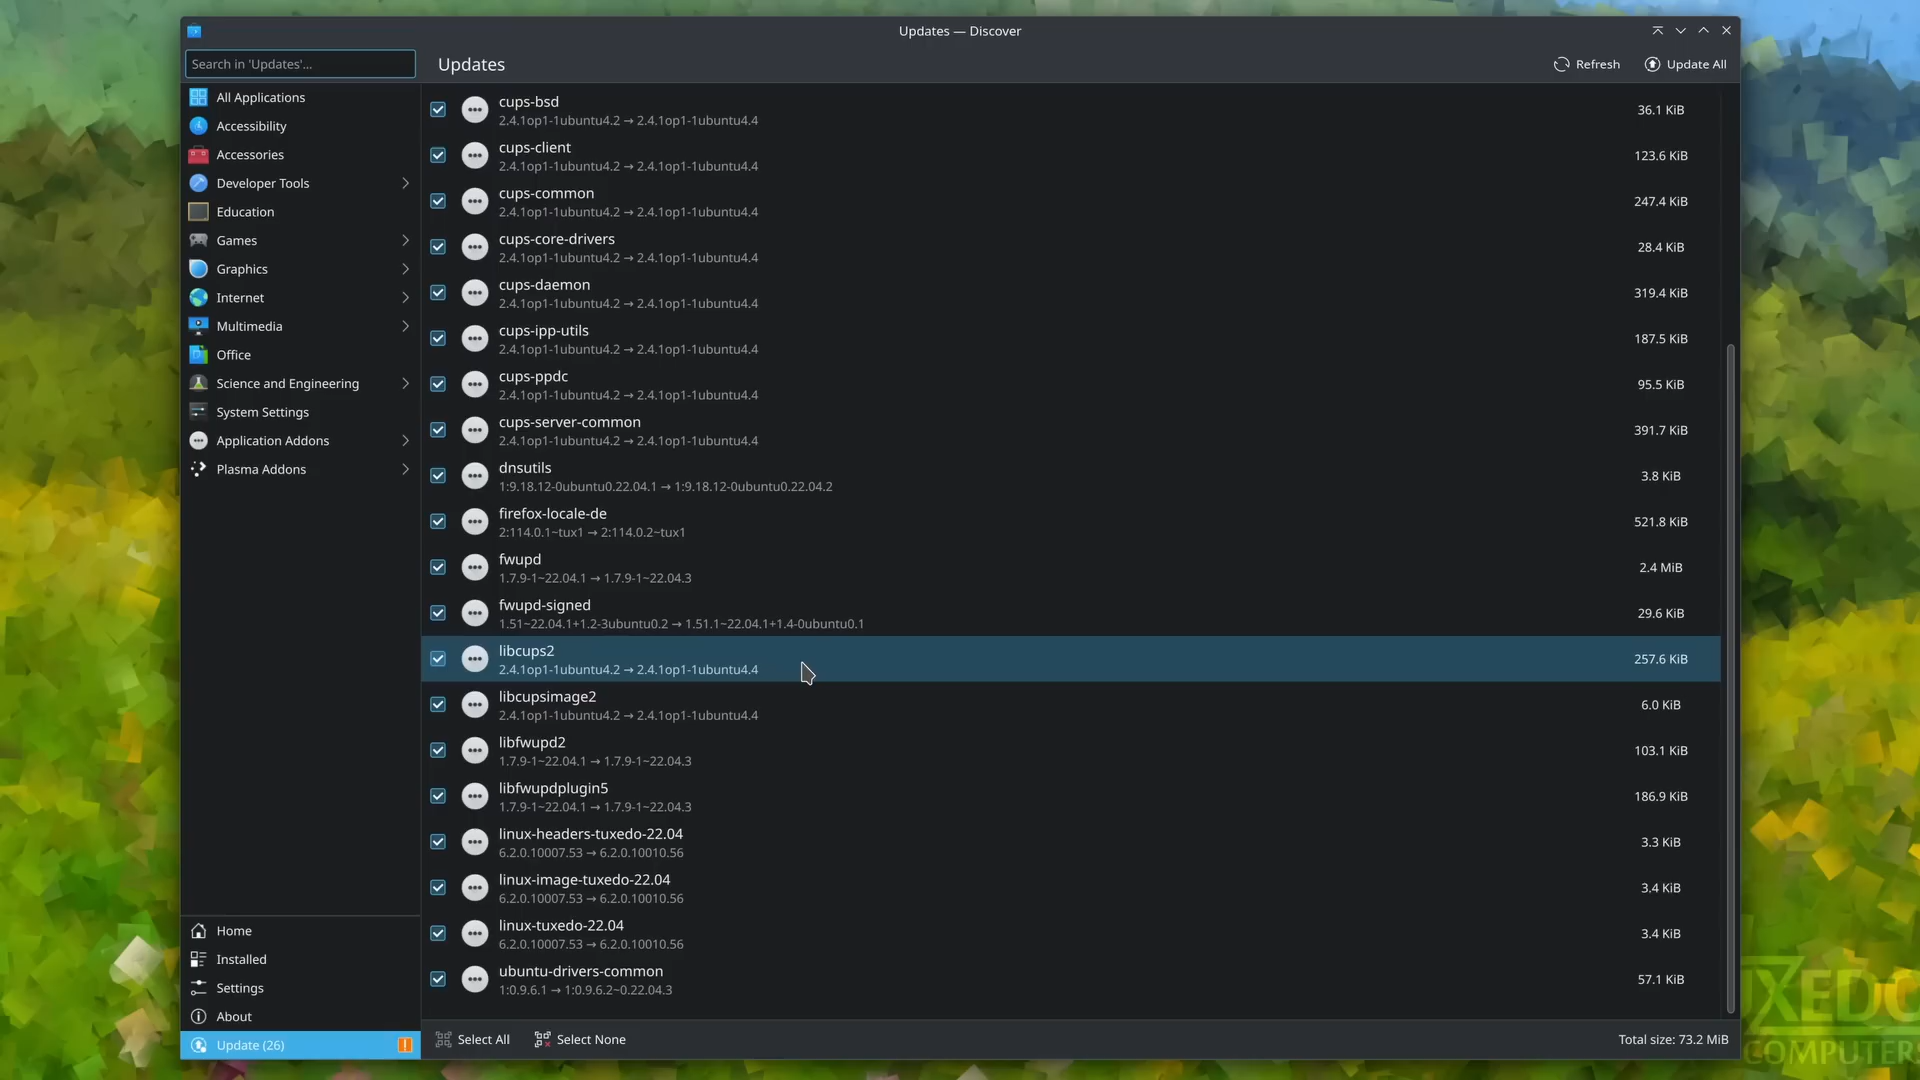 Updates — Discover
Search in 'Updates'...
Updates
Refresh
Update All
All Applications
Accessibility
Accessories
Developer Tools
Education
Games
Graphics
Internet
Multimedia
Office
Science and Engineering
System Settings
Application Addons
Plasma Addons
Home
Installed
Settings
About
Update (26)
cups-bsd
2.4.1op1-1ubuntu4.2 → 2.4.1op1-1ubuntu4.4
36.1 KiB
cups-client
2.4.1op1-1ubuntu4.2 → 2.4.1op1-1ubuntu4.4
123.6 KiB
cups-common
2.4.1op1-1ubuntu4.2 → 2.4.1op1-1ubuntu4.4
247.4 KiB
cups-core-drivers
2.4.1op1-1ubuntu4.2 → 2.4.1op1-1ubuntu4.4
28.4 KiB
cups-daemon
2.4.1op1-1ubuntu4.2 → 2.4.1op1-1ubuntu4.4
319.4 KiB
cups-ipp-utils
2.4.1op1-1ubuntu4.2 → 2.4.1op1-1ubuntu4.4
187.5 KiB
cups-ppdc
2.4.1op1-1ubuntu4.2 → 2.4.1op1-1ubuntu4.4
95.5 KiB
cups-server-common
2.4.1op1-1ubuntu4.2 → 2.4.1op1-1ubuntu4.4
391.7 KiB
dnsutils
1:9.18.12-0ubuntu0.22.04.1 → 1:9.18.12-0ubuntu0.22.04.2
3.8 KiB
firefox-locale-de
2:114.0.1~tux1 → 2:114.0.2~tux1
521.8 KiB
fwupd
1.7.9-1~22.04.1 → 1.7.9-1~22.04.3
2.4 MiB
fwupd-signed
1.51~22.04.1+1.2-3ubuntu0.2 → 1.51.1~22.04.1+1.4-0ubuntu0.1
29.6 KiB
libcups2
2.4.1op1-1ubuntu4.2 → 2.4.1op1-1ubuntu4.4
257.6 KiB
libcupsimage2
2.4.1op1-1ubuntu4.2 → 2.4.1op1-1ubuntu4.4
6.0 KiB
libfwupd2
1.7.9-1~22.04.1 → 1.7.9-1~22.04.3
103.1 KiB
libfwupdplugin5
1.7.9-1~22.04.1 → 1.7.9-1~22.04.3
186.9 KiB
linux-headers-tuxedo-22.04
6.2.0.10007.53 → 6.2.0.10010.56
3.3 KiB
linux-image-tuxedo-22.04
6.2.0.10007.53 → 6.2.0.10010.56
3.4 KiB
linux-tuxedo-22.04
6.2.0.10007.53 → 6.2.0.10010.56
3.4 KiB
ubuntu-drivers-common
1:0.9.6.1 → 1:0.9.6.2~0.22.04.3
57.1 KiB
Select All
Select None
Total size: 73.2 MiB
COMPUTER